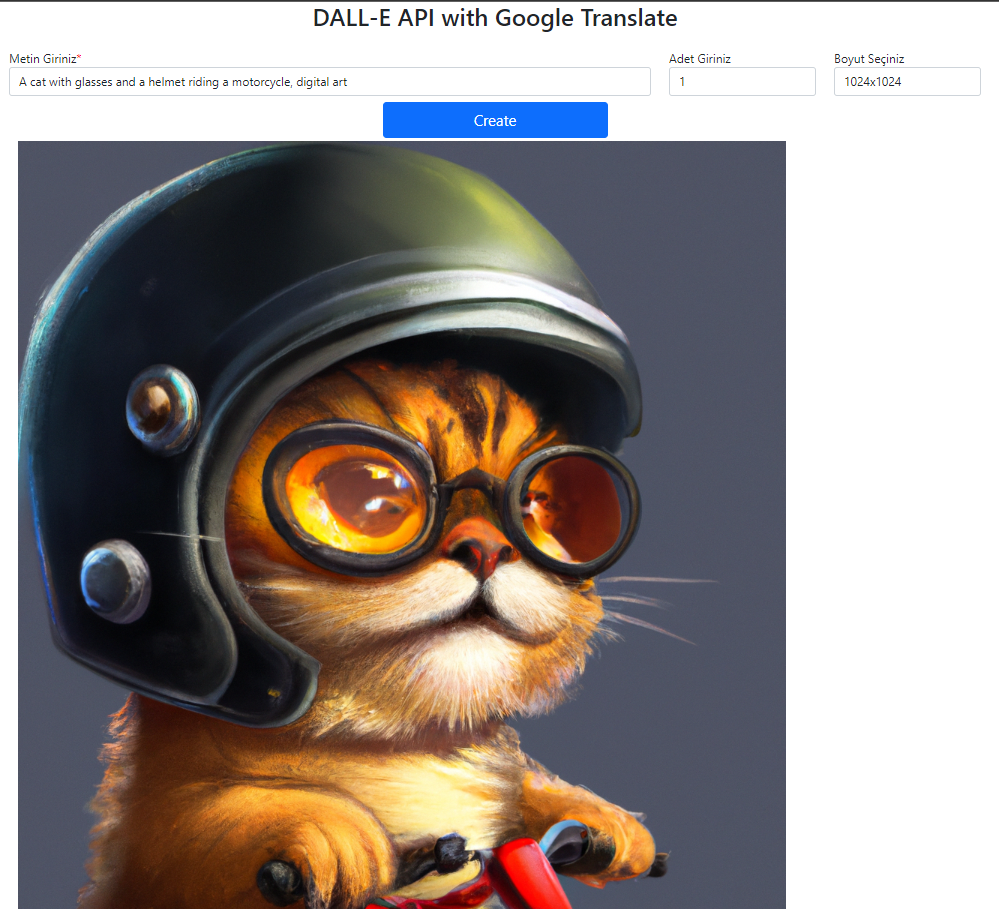 DALL-E API with Google Translate
Metin Giriniz*
Adet Giriniz
Boyut Seçiniz
A cat with glasses and a helmet riding a motorcycle, digital art
1
1024x1024
Create